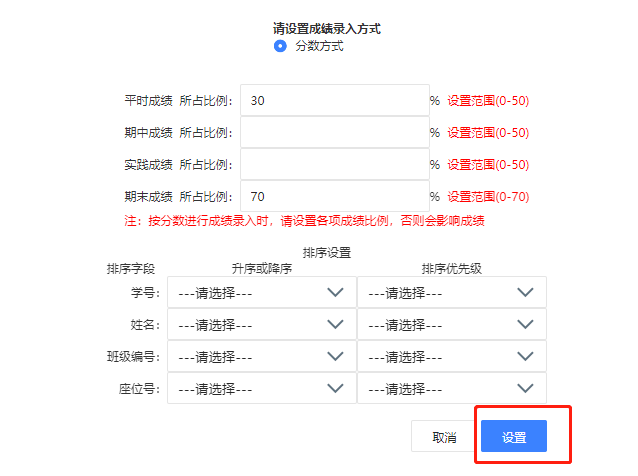 请设置成绩录入方式
分数方式
平时成绩 所占比例： 30 % 设置范围(0-50)
期中成绩 所占比例： % 设置范围(0-50)
实践成绩 所占比例： % 设置范围(0-50)
期末成绩 所占比例： 70 % 设置范围(0-70)
注：按分数进行成绩录入时，请设置各项成绩比例，否则会影响成绩
排序设置
排序字段 升序或降序 排序优先级
学号： ---请选择--- ---请选择---
姓名： ---请选择--- ---请选择---
班级编号： ---请选择--- ---请选择---
座位号： ---请选择--- ---请选择---
取消 设置